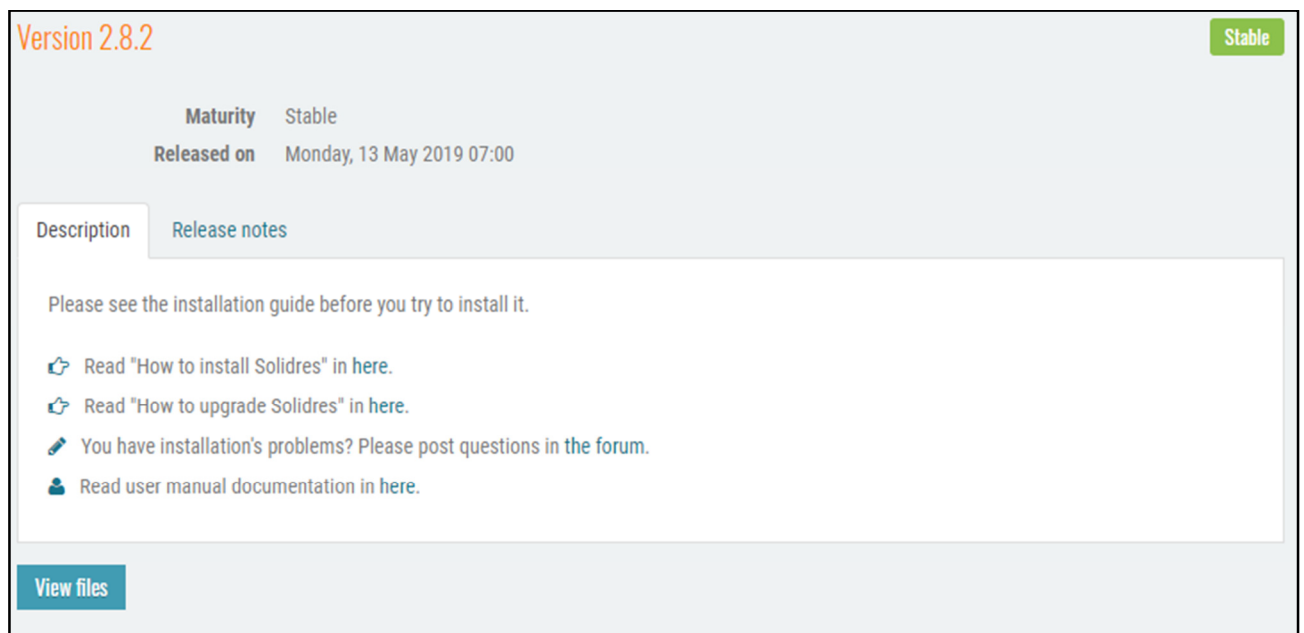 Version 2.8.2
Stable
Maturity Stable
Released on Monday, 13 May 2019 07:00
Description Release notes
Please see the installation guide before you try to install it.
Read "How to install Solidres" in here.
Read "How to upgrade Solidres" in here.
You have installation's problems? Please post questions in the forum.
Read user manual documentation in here.
View files